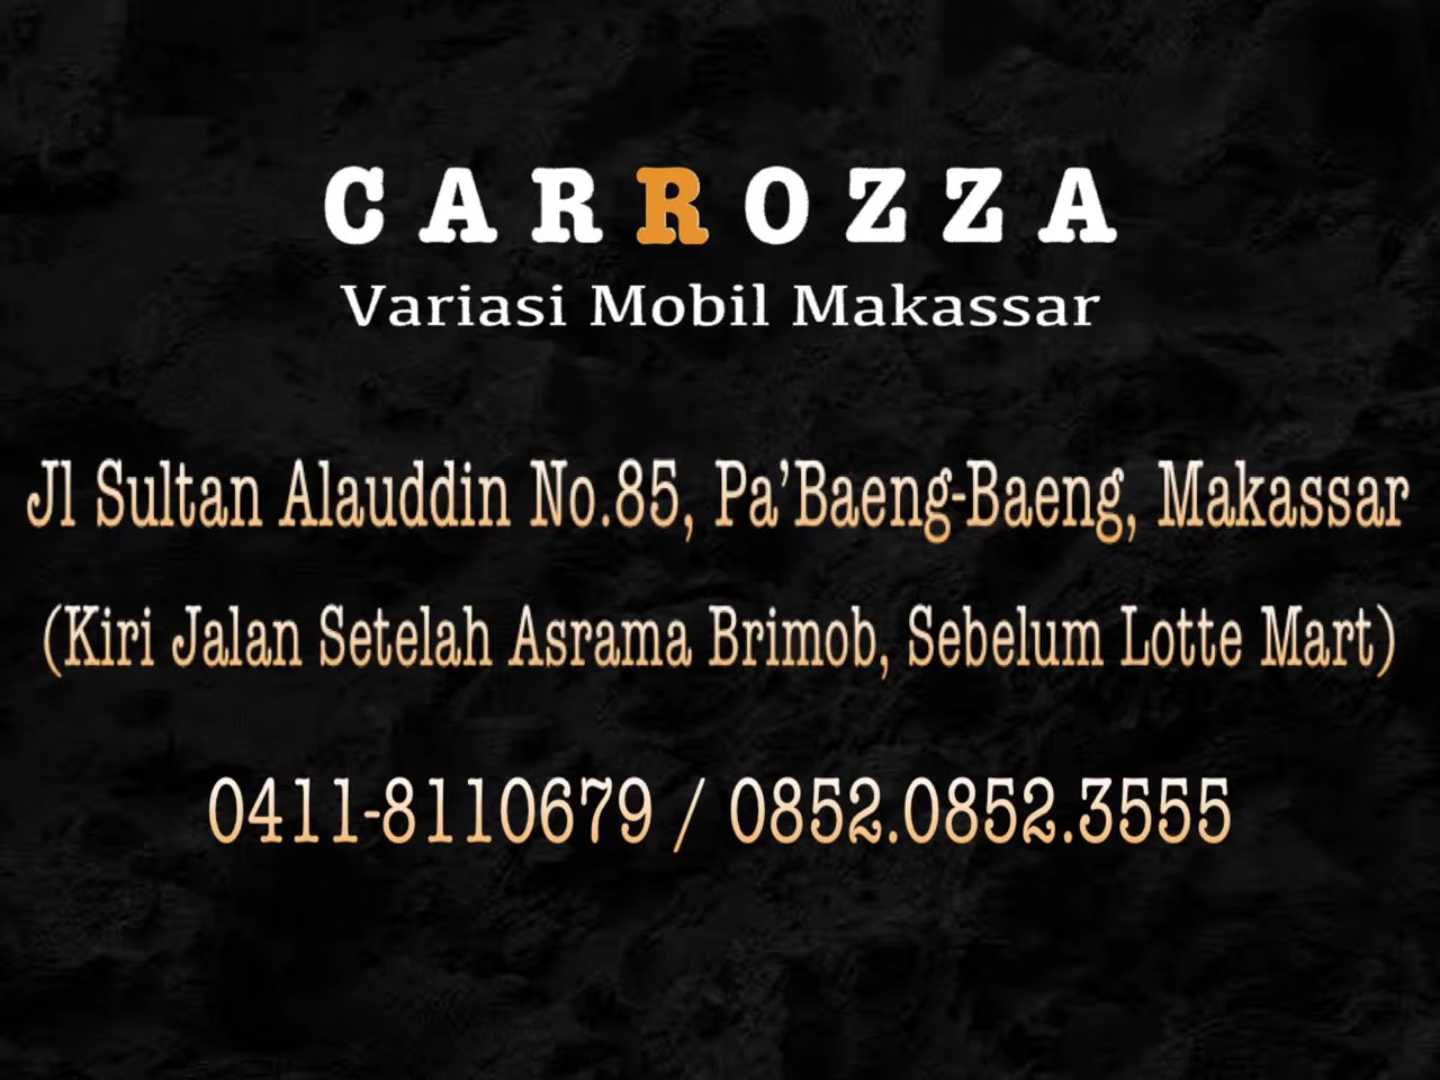 CARROZZA
Variasi Mobil Makassar
Jl Sultan Alauddin No.85, Pa'Baeng-Baeng, Makassar
(Kiri Jalan Setelah Asrama Brimob, Sebelum Lotte Mart)
0411-8110679 / 0852.0852.3555